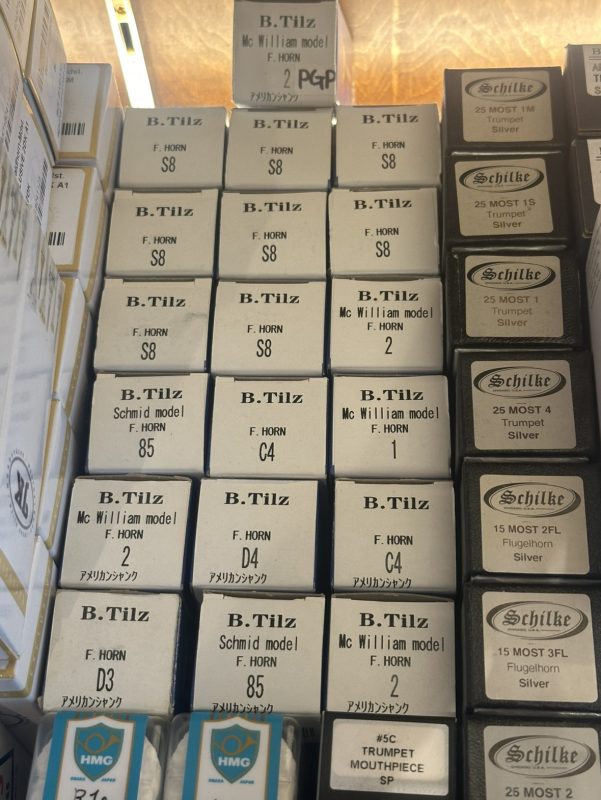 B.Tilz
Mc William model
F. HORN
2 PGP
アメリカンシャンク
B.Tilz
F. HORN
S8
B.Tilz
F. HORN
S8
B.Tilz
F. HORN
S8
B.Tilz
F. HORN
S8
B.Tilz
F. HORN
S8
B.Tilz
F. HORN
S8
B.Tilz
F. HORN
S8
B.Tilz
F. HORN
S8
B.Tilz
Mc William model
F. HORN
2
B.Tilz
Schmid model
F. HORN
85
B.Tilz
F. HORN
C4
B.Tilz
Mc William model
F. HORN
1
B.Tilz
Mc William model
F. HORN
2
アメリカンシャンク
B.Tilz
F. HORN
D4
アメリカンシャンク
B.Tilz
F. HORN
C4
アメリカンシャンク
B.Tilz
F. HORN
D3
アメリカンシャンク
B.Tilz
Schmid model
F. HORN
85
アメリカンシャンク
B.Tilz
Mc William model
F. HORN
2
アメリカンシャンク
Schilke
25 MOST 1M
Trumpet
Silver
Schilke
25 MOST 1S
Trumpet
Silver
Schilke
25 MOST 1
Trumpet
Silver
Schilke
25 MOST 4
Trumpet
Silver
Schilke
15 MOST 2FL
Flugelhorn
Silver
Schilke
15 MOST 3FL
Flugelhorn
Silver
Schilke
25 MOST 2
HMG
OSAKA JAPAN
HMG
OSAKA JAPAN
#5C
TRUMPET
MOUTHPIECE
SP
A1